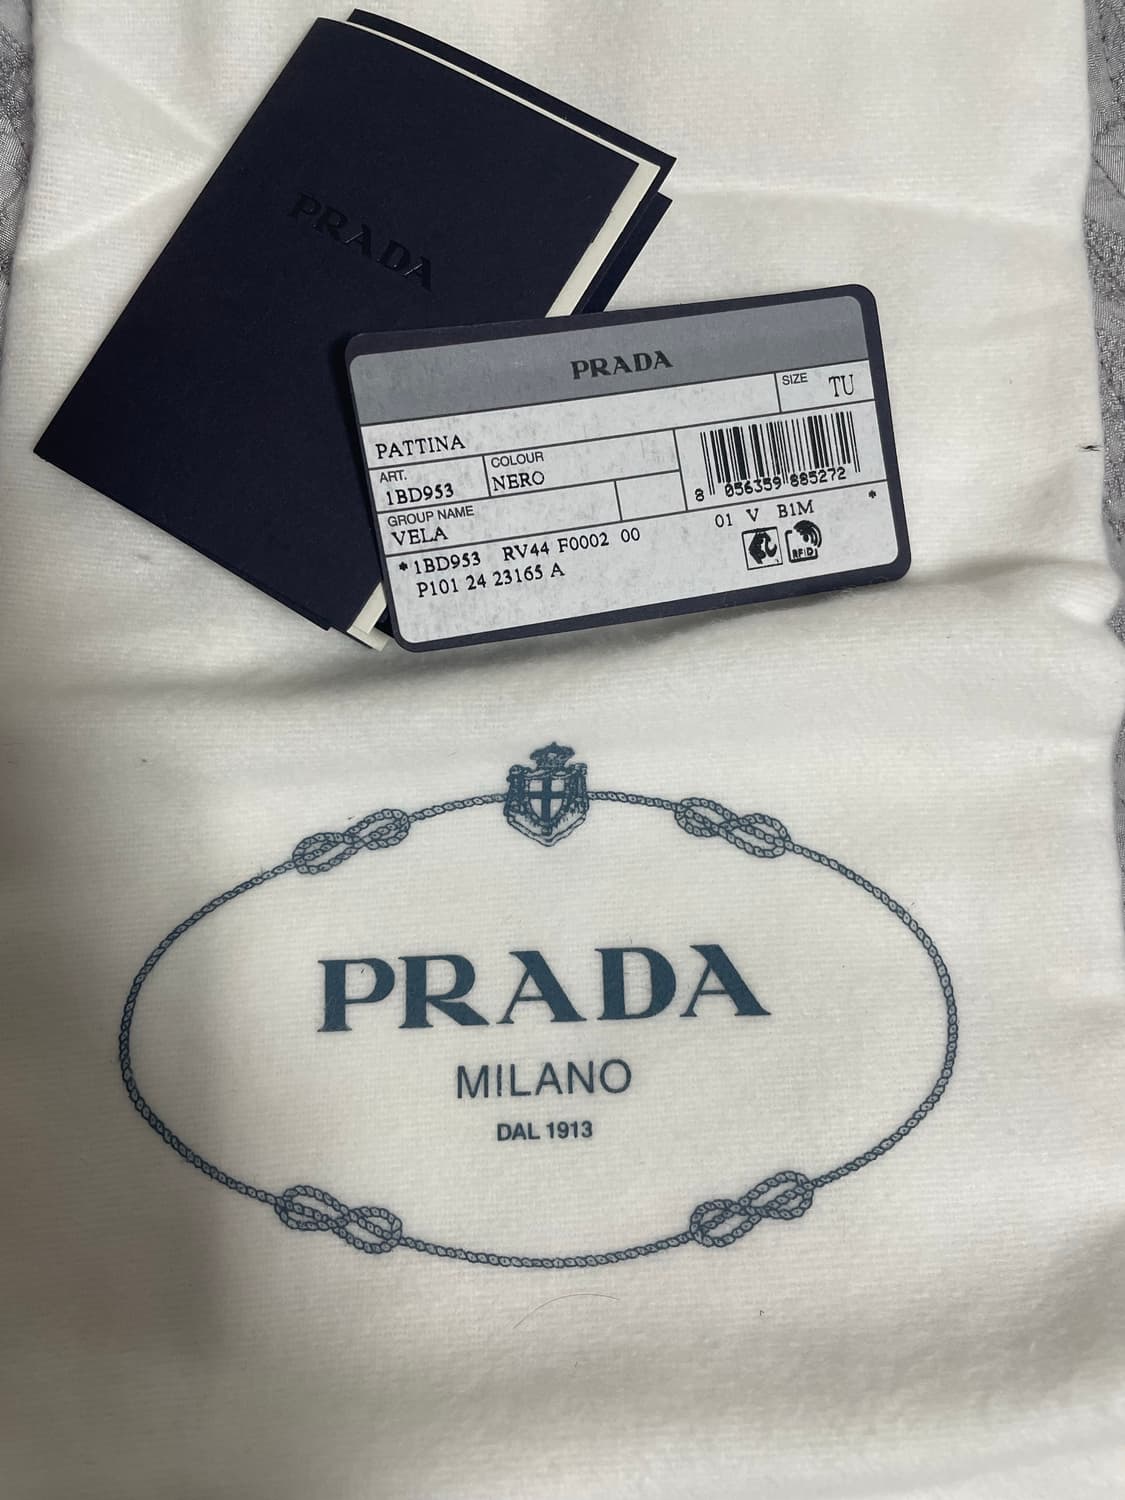 PRADA
PRADA
SIZE TU
PATTINA
ART. 1BD953
COLOUR NERO
8 056359 885272
GROUP NAME
VELA
01 V B1M *
*1BD953 RV44 F0002 00
P101 24 23165 A
RFID
PRADA
MILANO
DAL 1913